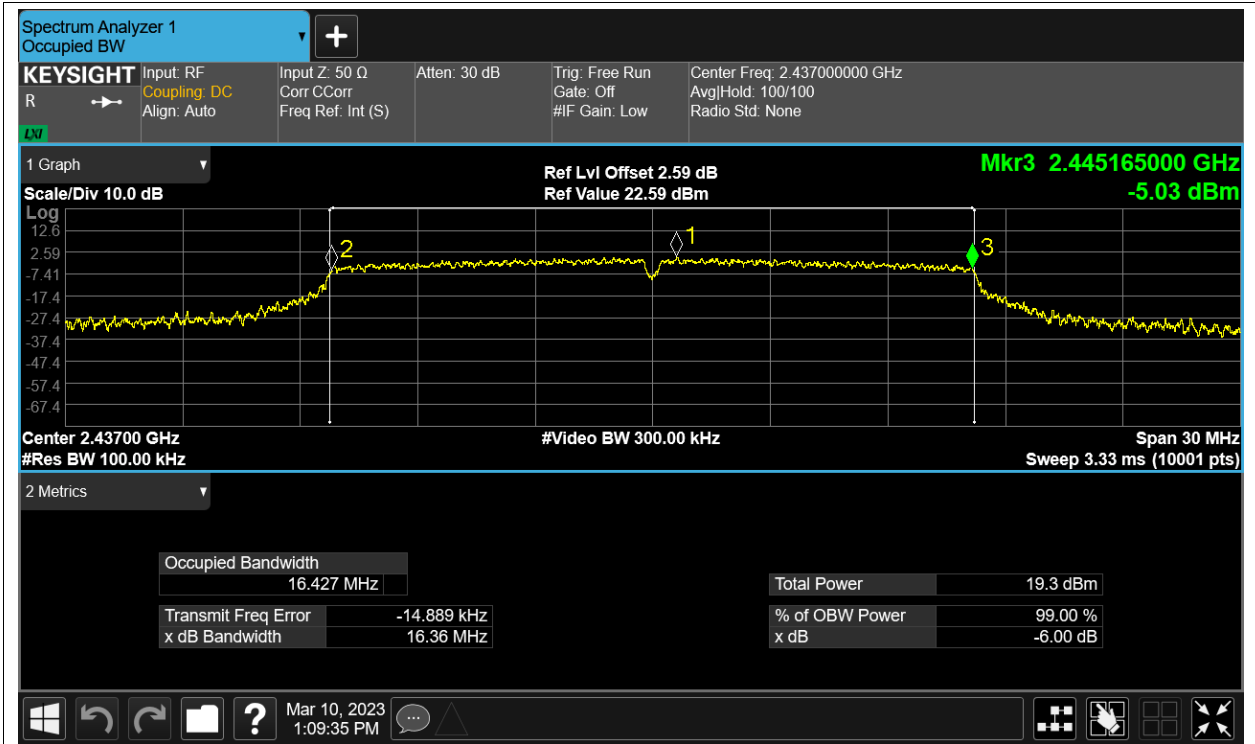 Spectrum Analyzer 1
Occupied BW
▼
+
KEYSIGHT
R
LXI
Input: RF
Coupling: DC
Align: Auto
Input Z: 50 Ω
Corr CCorr
Freq Ref: Int (S)
Atten: 30 dB
Trig: Free Run
Gate: Off
#IF Gain: Low
Center Freq: 2.437000000 GHz
Avg|Hold: 100/100
Radio Std: None
1 Graph ▼
Scale/Div 10.0 dB
Ref Lvl Offset 2.59 dB
Ref Value 22.59 dBm
Mkr3 2.445165000 GHz
-5.03 dBm
Log
12.6
2.59
-7.41
-17.4
-27.4
-37.4
-47.4
-57.4
-67.4
2
1
3
Center 2.43700 GHz
#Res BW 100.00 kHz
#Video BW 300.00 kHz
Span 30 MHz
Sweep 3.33 ms (10001 pts)
2 Metrics ▼
Occupied Bandwidth
16.427 MHz
Transmit Freq Error -14.889 kHz
x dB Bandwidth 16.36 MHz
Total Power 19.3 dBm
% of OBW Power 99.00 %
x dB -6.00 dB
?
Mar 10, 2023
1:09:35 PM